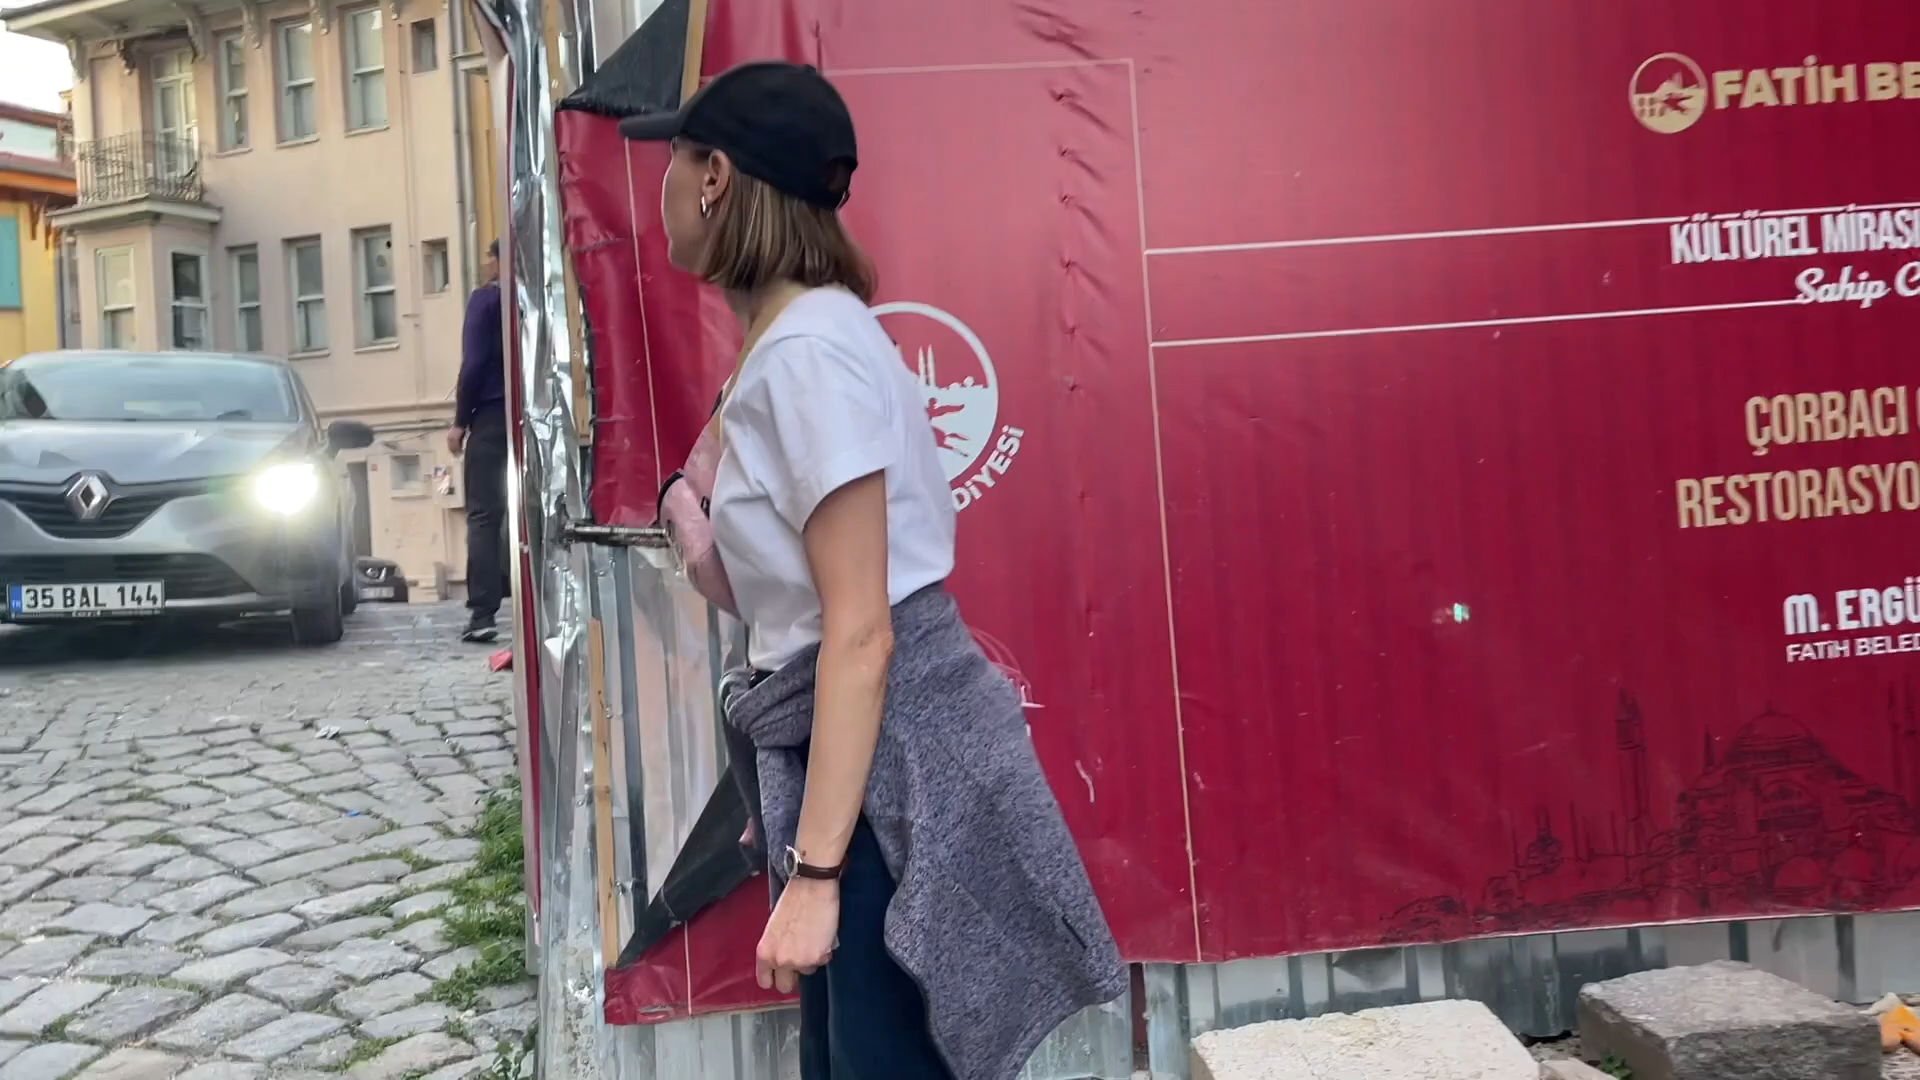 FATİH BE
KÜLTÜREL MİRASI
Sahip Ç
ÇORBACI
RESTORASYO
M. ERGÜ
FATİH BELED
DİYESİ
35 BAL 144